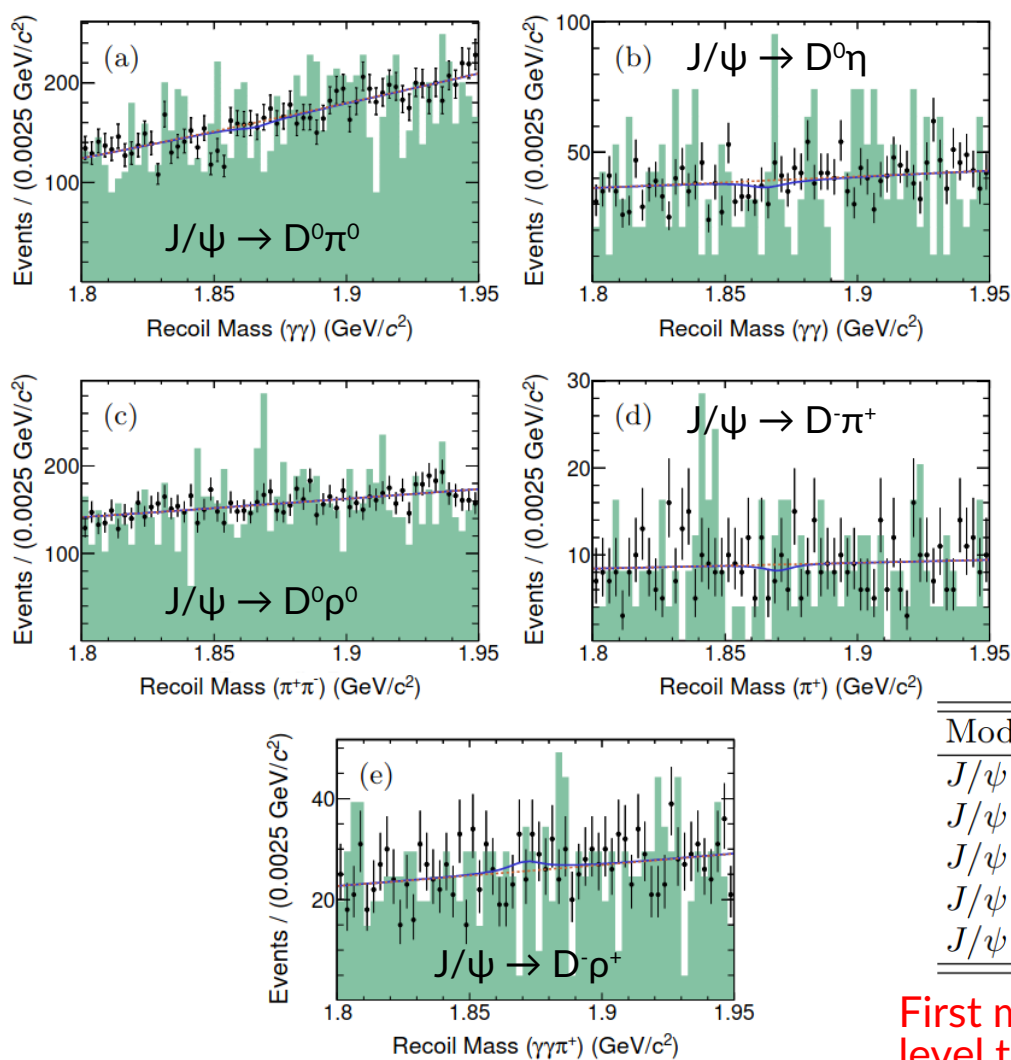 Events / (0.0025 GeV/c²)
200
100
(a)
J/ψ → D⁰π⁰
1.8 1.85 1.9 1.95
Recoil Mass (γγ) (GeV/c²)
Events / (0.0025 GeV/c²)
100
50
(b)
J/ψ → D⁰η
1.8 1.85 1.9 1.95
Recoil Mass (γγ) (GeV/c²)
Events / (0.0025 GeV/c²)
200
100
(c)
J/ψ → D⁰ρ⁰
1.8 1.85 1.9 1.95
Recoil Mass (π⁺π⁻) (GeV/c²)
Events / (0.0025 GeV/c²)
30
20
10
(d)
J/ψ → D⁻π⁺
1.8 1.85 1.9 1.95
Recoil Mass (π⁺) (GeV/c²)
Events / (0.0025 GeV/c²)
40
20
(e)
J/ψ → D⁻ρ⁺
1.8 1.85 1.9 1.95
Recoil Mass (γγπ⁺) (GeV/c²)
Mod
J/ψ
J/ψ
J/ψ
J/ψ
J/ψ
First m
level t